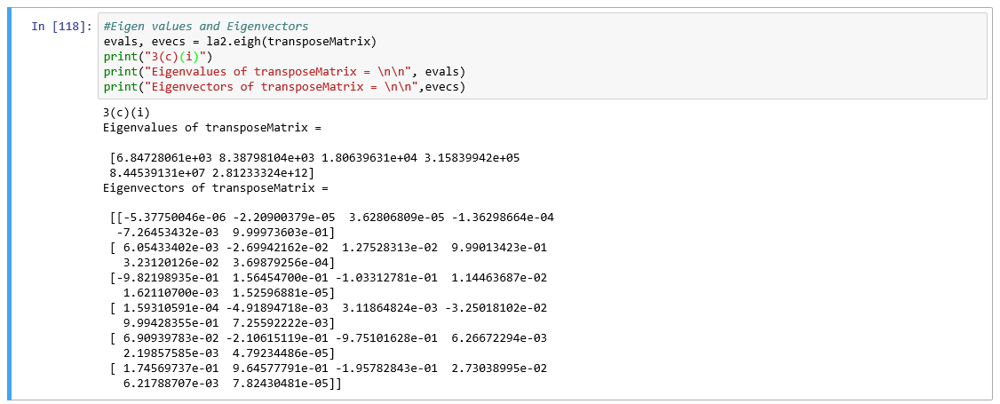 In [118]: #Eigen values and Eigenvectors
evals, evecs = la2.eigh(transposeMatrix)
print("3(c)(i)")
print("Eigenvalues of transposeMatrix = \n\n", evals)
print("Eigenvectors of transposeMatrix = \n\n",evecs)
3(c)(i)
Eigenvalues of transposeMatrix =
[6.84728061e+03 8.38798104e+03 1.80639631e+04 3.15839942e+05
8.44539131e+07 2.81233324e+12]
Eigenvectors of transposeMatrix =
[[-5.37750046e-06 -2.20900379e-05  3.62806809e-05 -1.36298664e-04
-7.26453432e-03  9.99973603e-01]
[ 6.05433402e-03 -2.69942162e-02  1.27528313e-02  9.99013423e-01
3.23120126e-02  3.69879256e-04]
[-9.82198935e-01  1.56454700e-01 -1.03312781e-01  1.14463687e-02
1.62110700e-03  1.52596881e-05]
[ 1.59310591e-04 -4.91894718e-03  3.11864824e-03 -3.25018102e-02
9.99428355e-01  7.25592222e-03]
[ 6.90939783e-02 -2.10615119e-01 -9.75101628e-01  6.26672294e-03
2.19857585e-03  4.79234486e-05]
[ 1.74569737e-01  9.64577791e-01 -1.95782843e-01  2.73038995e-02
6.21788707e-03  7.82430481e-05]]